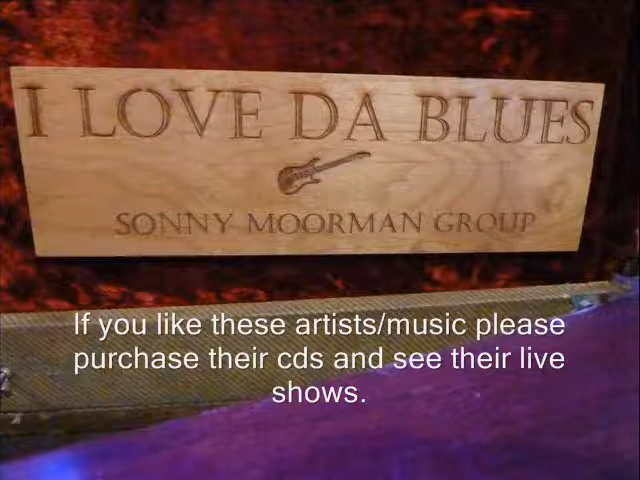 I LOVE DA BLUES
SONNY MOORMAN GROUP
If you like these artists/music please
purchase their cds and see their live
shows.